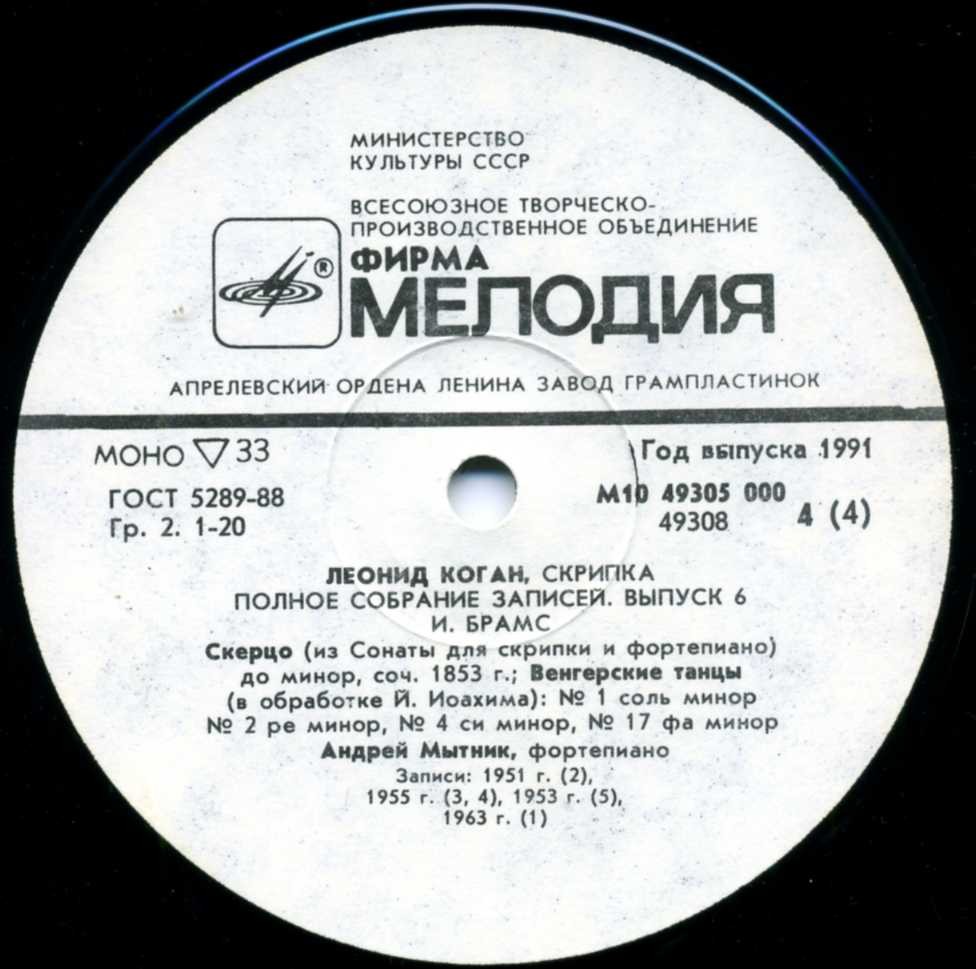 МИНИСТЕРСТВО
КУЛЬТУРЫ СССР
ВСЕСОЮЗНОЕ ТВОРЧЕСКО-
ПРОИЗВОДСТВЕННОЕ ОБЪЕДИНЕНИЕ
ФИРМА
®
МЕЛОДИЯ
АПРЕЛЕВСКИЙ ОРДЕНА ЛЕНИНА ЗАВОД ГРАМПЛАСТИНОК
МОНО ▽ 33
Год выпуска 1991
ГОСТ 5289-88
Гр. 2. 1-20
М10 49305 000
49308
4 (4)
ЛЕОНИД КОГАН, СКРИПКА
ПОЛНОЕ СОБРАНИЕ ЗАПИСЕЙ. ВЫПУСК 6
И. БРАМС
Скерцо (из Сонаты для скрипки и фортепиано)
до минор, соч. 1853 г.; Венгерские танцы
(в обработке Й. Иоахима): № 1 соль минор
№ 2 ре минор, № 4 си минор, № 17 фа минор
Андрей Мытник, фортепиано
Записи: 1951 г. (2),
1955 г. (3, 4), 1953 г. (5),
1963 г. (1)